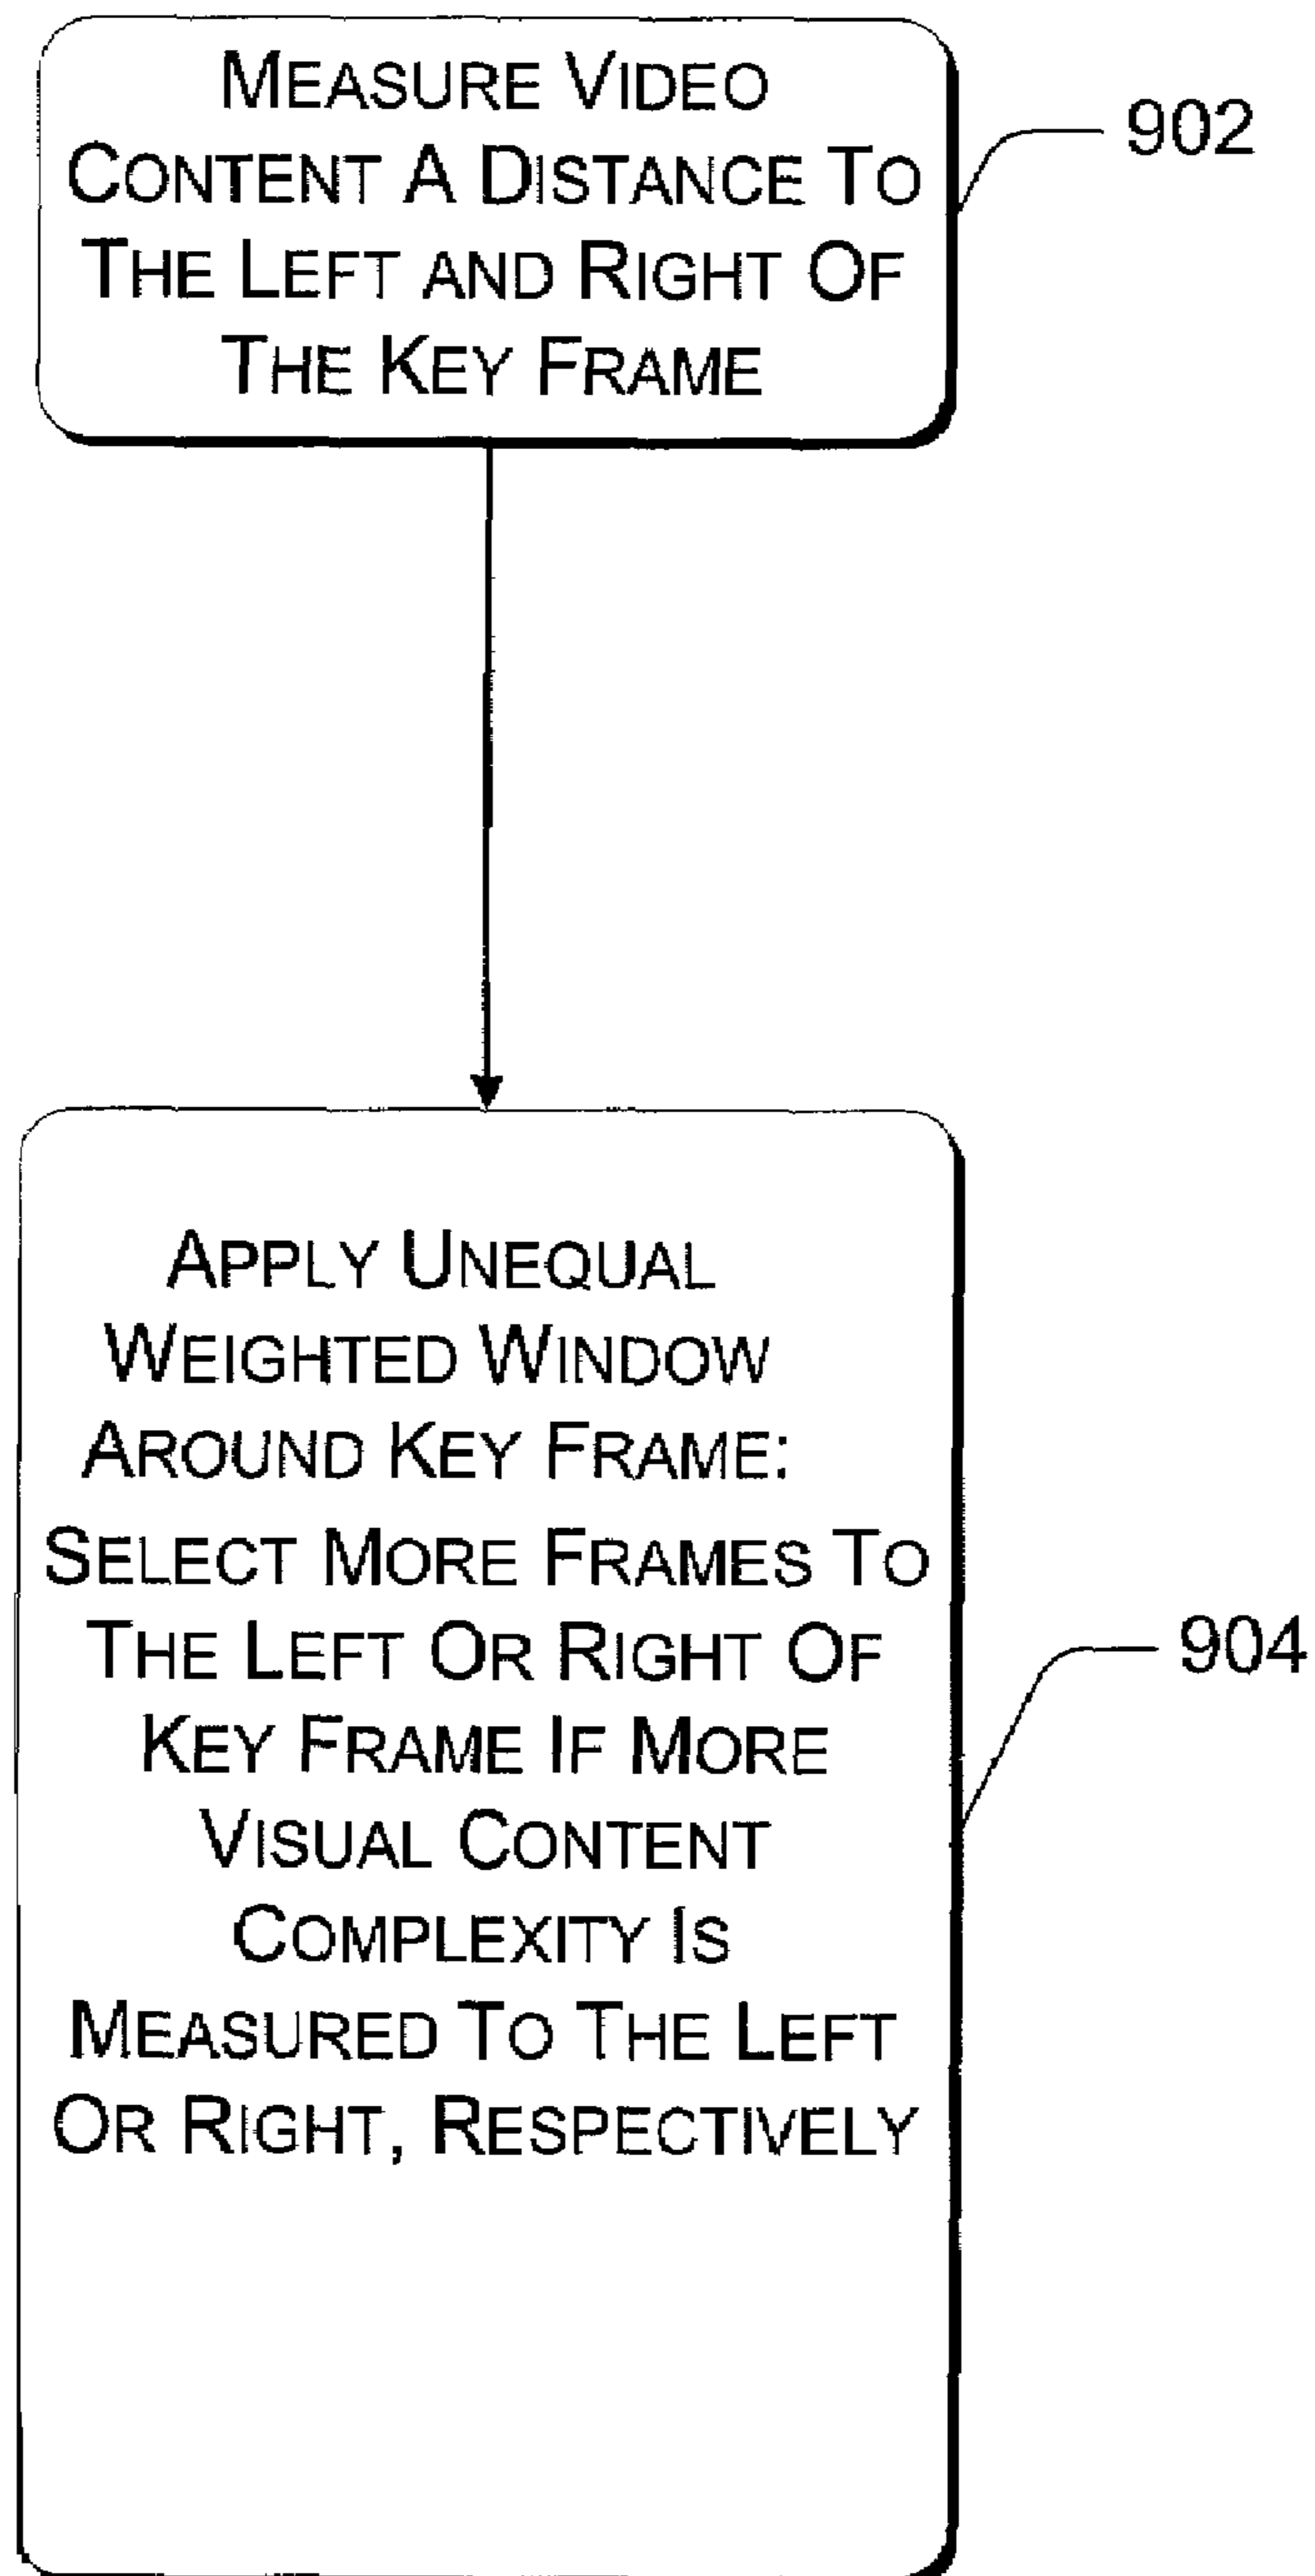 MEASURE VIDEO
CONTENT A DISTANCE TO
THE LEFT AND RIGHT OF
THE KEY FRAME
902
APPLY UNEQUAL
WEIGHTED WINDOW
AROUND KEY FRAME:
SELECT MORE FRAMES TO
THE LEFT OR RIGHT OF
KEY FRAME IF MORE
VISUAL CONTENT
COMPLEXITY IS
MEASURED TO THE LEFT
OR RIGHT, RESPECTIVELY
904